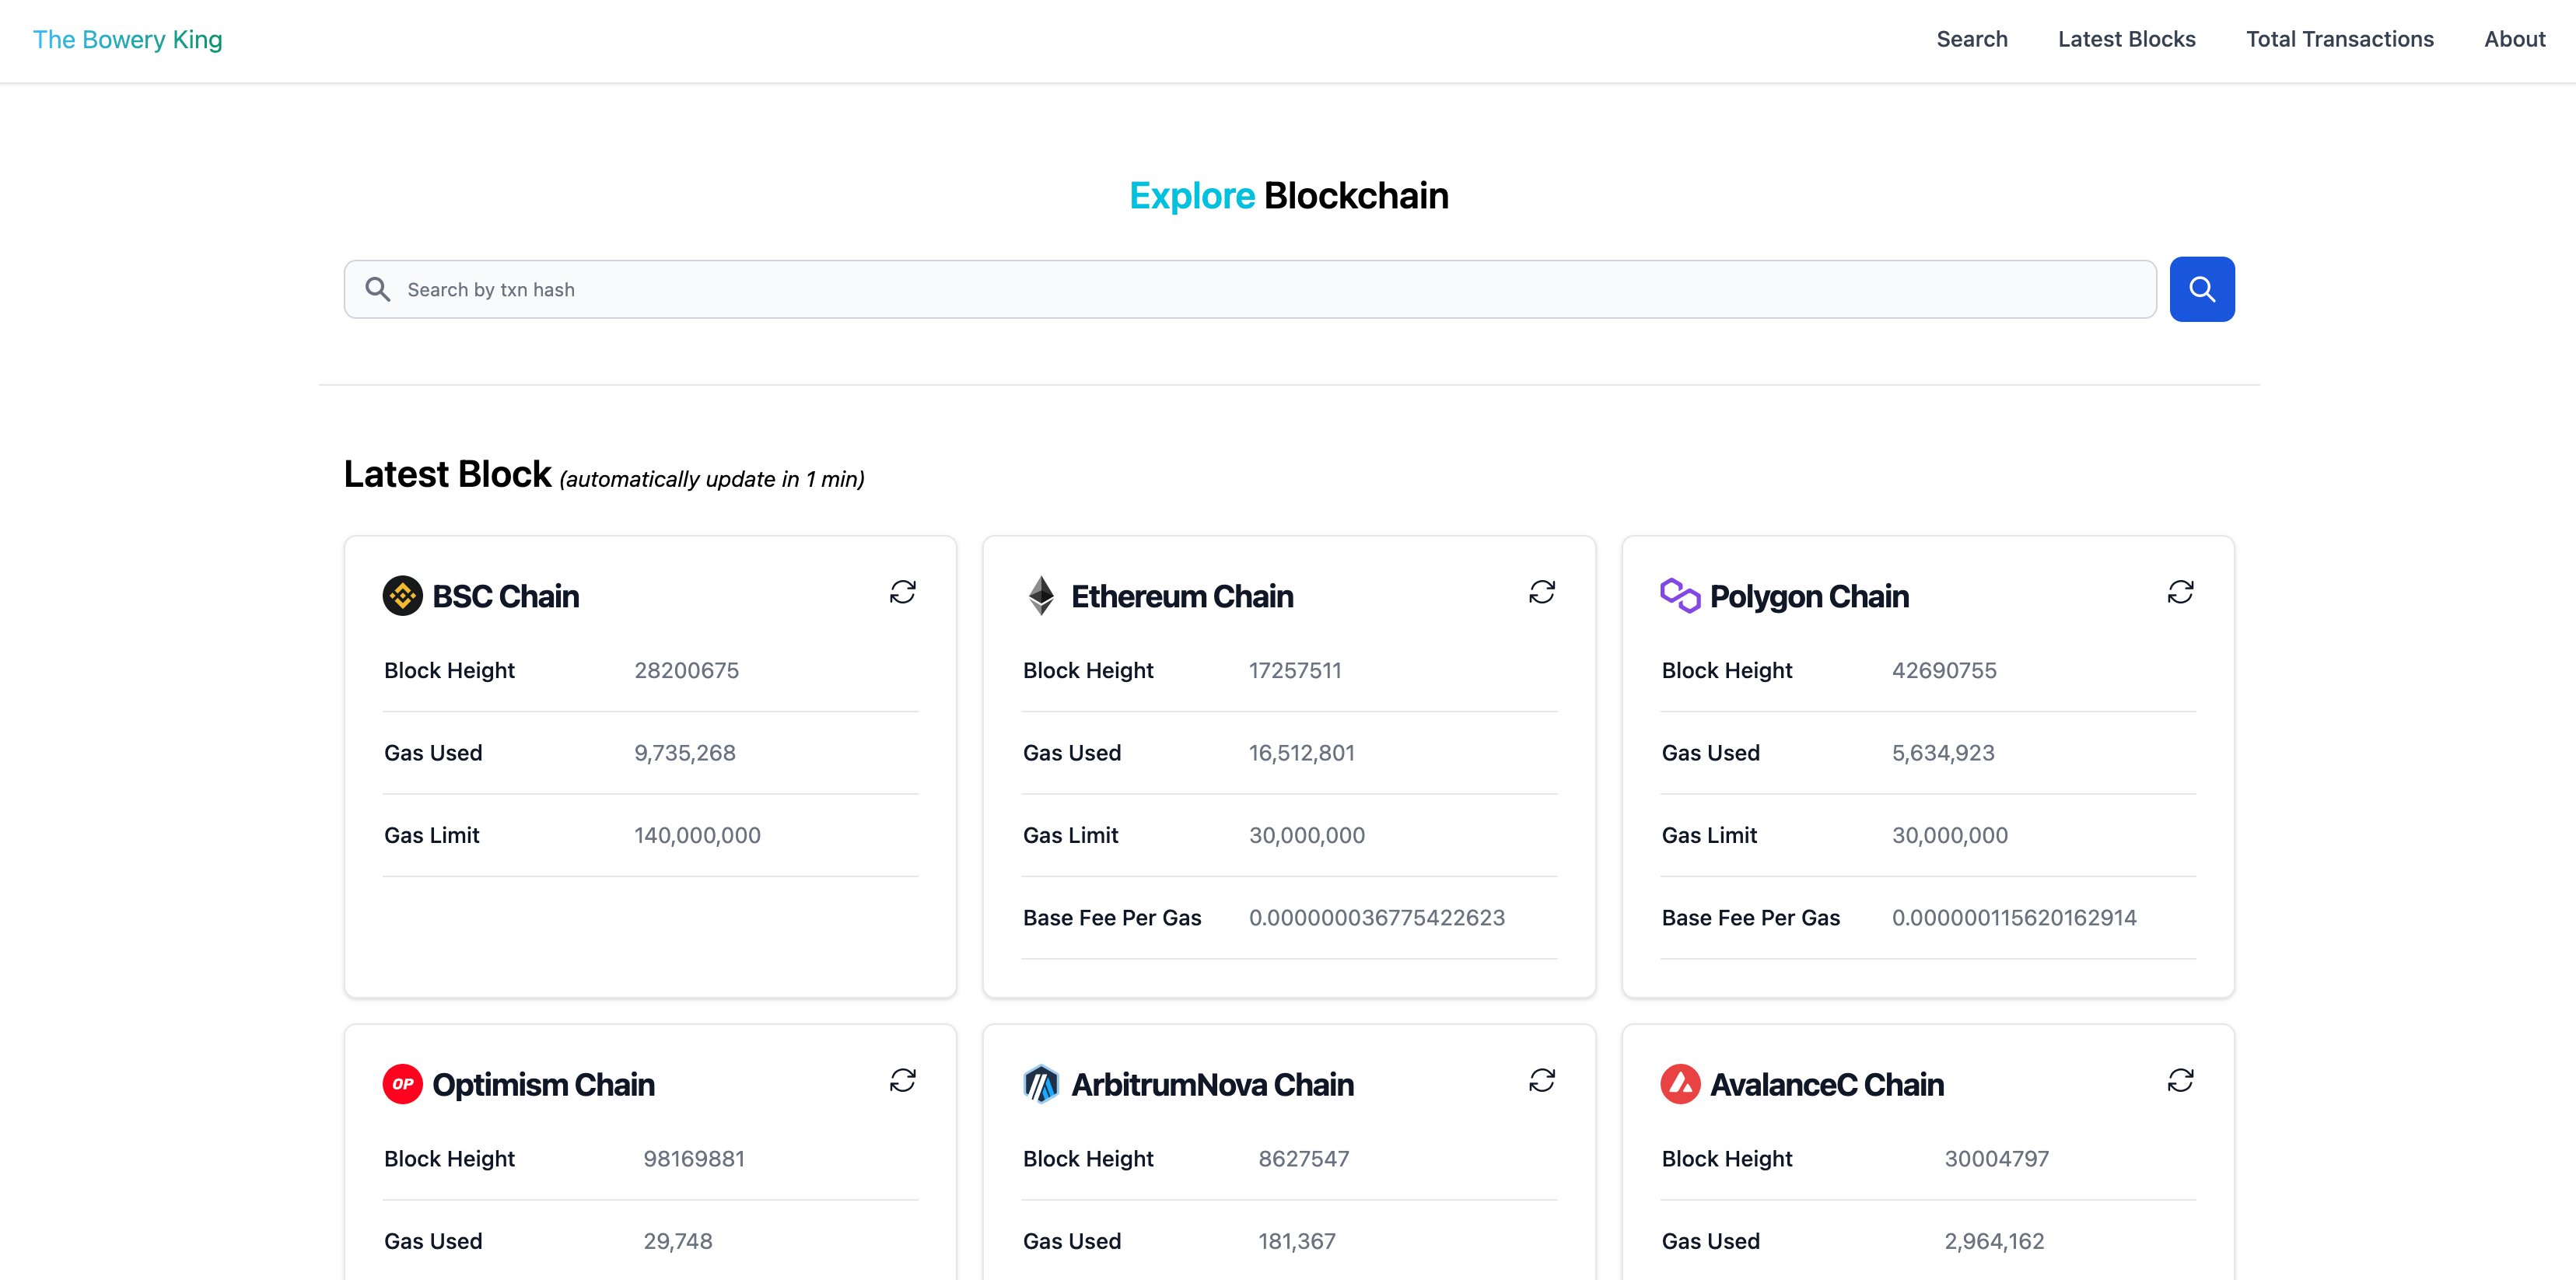 The Bowery King
Search Latest Blocks Total Transactions About
Explore Blockchain
Search by txn hash
Latest Block (automatically update in 1 min)
BSC Chain
Block Height 28200675
Gas Used 9,735,268
Gas Limit 140,000,000
Ethereum Chain
Block Height 17257511
Gas Used 16,512,801
Gas Limit 30,000,000
Base Fee Per Gas 0.000000036775422623
Polygon Chain
Block Height 42690755
Gas Used 5,634,923
Gas Limit 30,000,000
Base Fee Per Gas 0.000000115620162914
OP Optimism Chain
Block Height 98169881
Gas Used 29,748
ArbitrumNova Chain
Block Height 8627547
Gas Used 181,367
AvalanceC Chain
Block Height 30004797
Gas Used 2,964,162